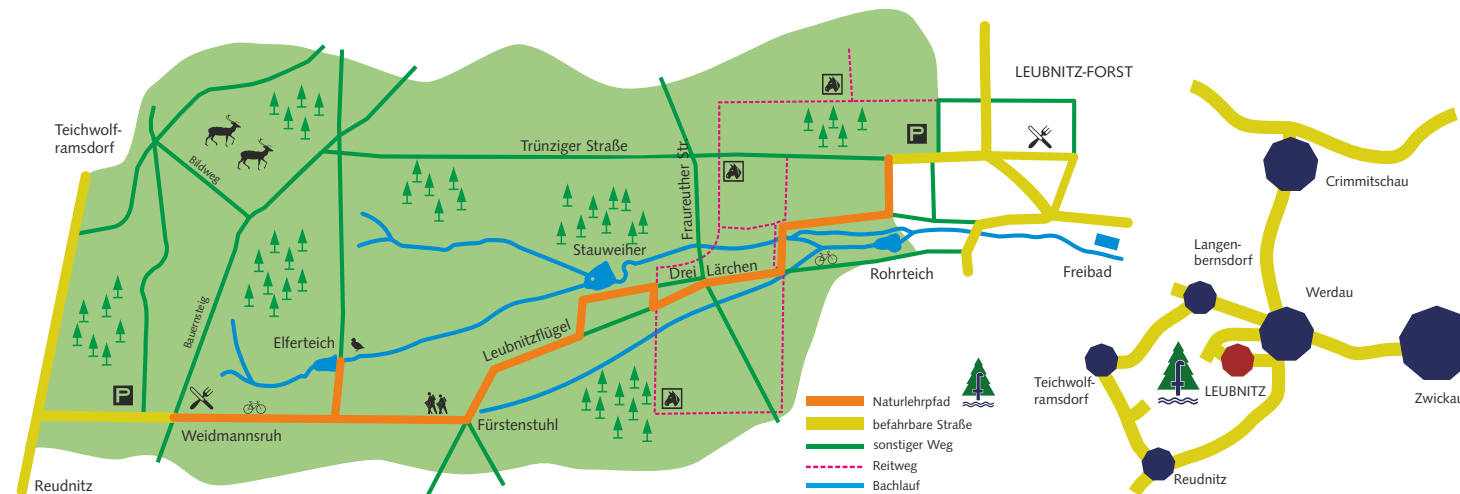 LEUBNITZ-FORST
Teichwolf-
ramsdorf
Bildweg
Trünziger Straße
P
Fraureuther Str.
Crimmitschau
Stauweiher
Drei Lärchen
Rohrteich
Freibad
Langen-
bernsdorf
Werdau
Bauernsteig
Elferteich
Leubnitzflügel
P
Weidmannsruh
Fürstenstuhl
Reudnitz
Naturlehrpfad
befahrbare Straße
sonstiger Weg
Reitweg
Bachlauf
Teichwolf-
ramsdorf
LEUBNITZ
Zwickau
Reudnitz